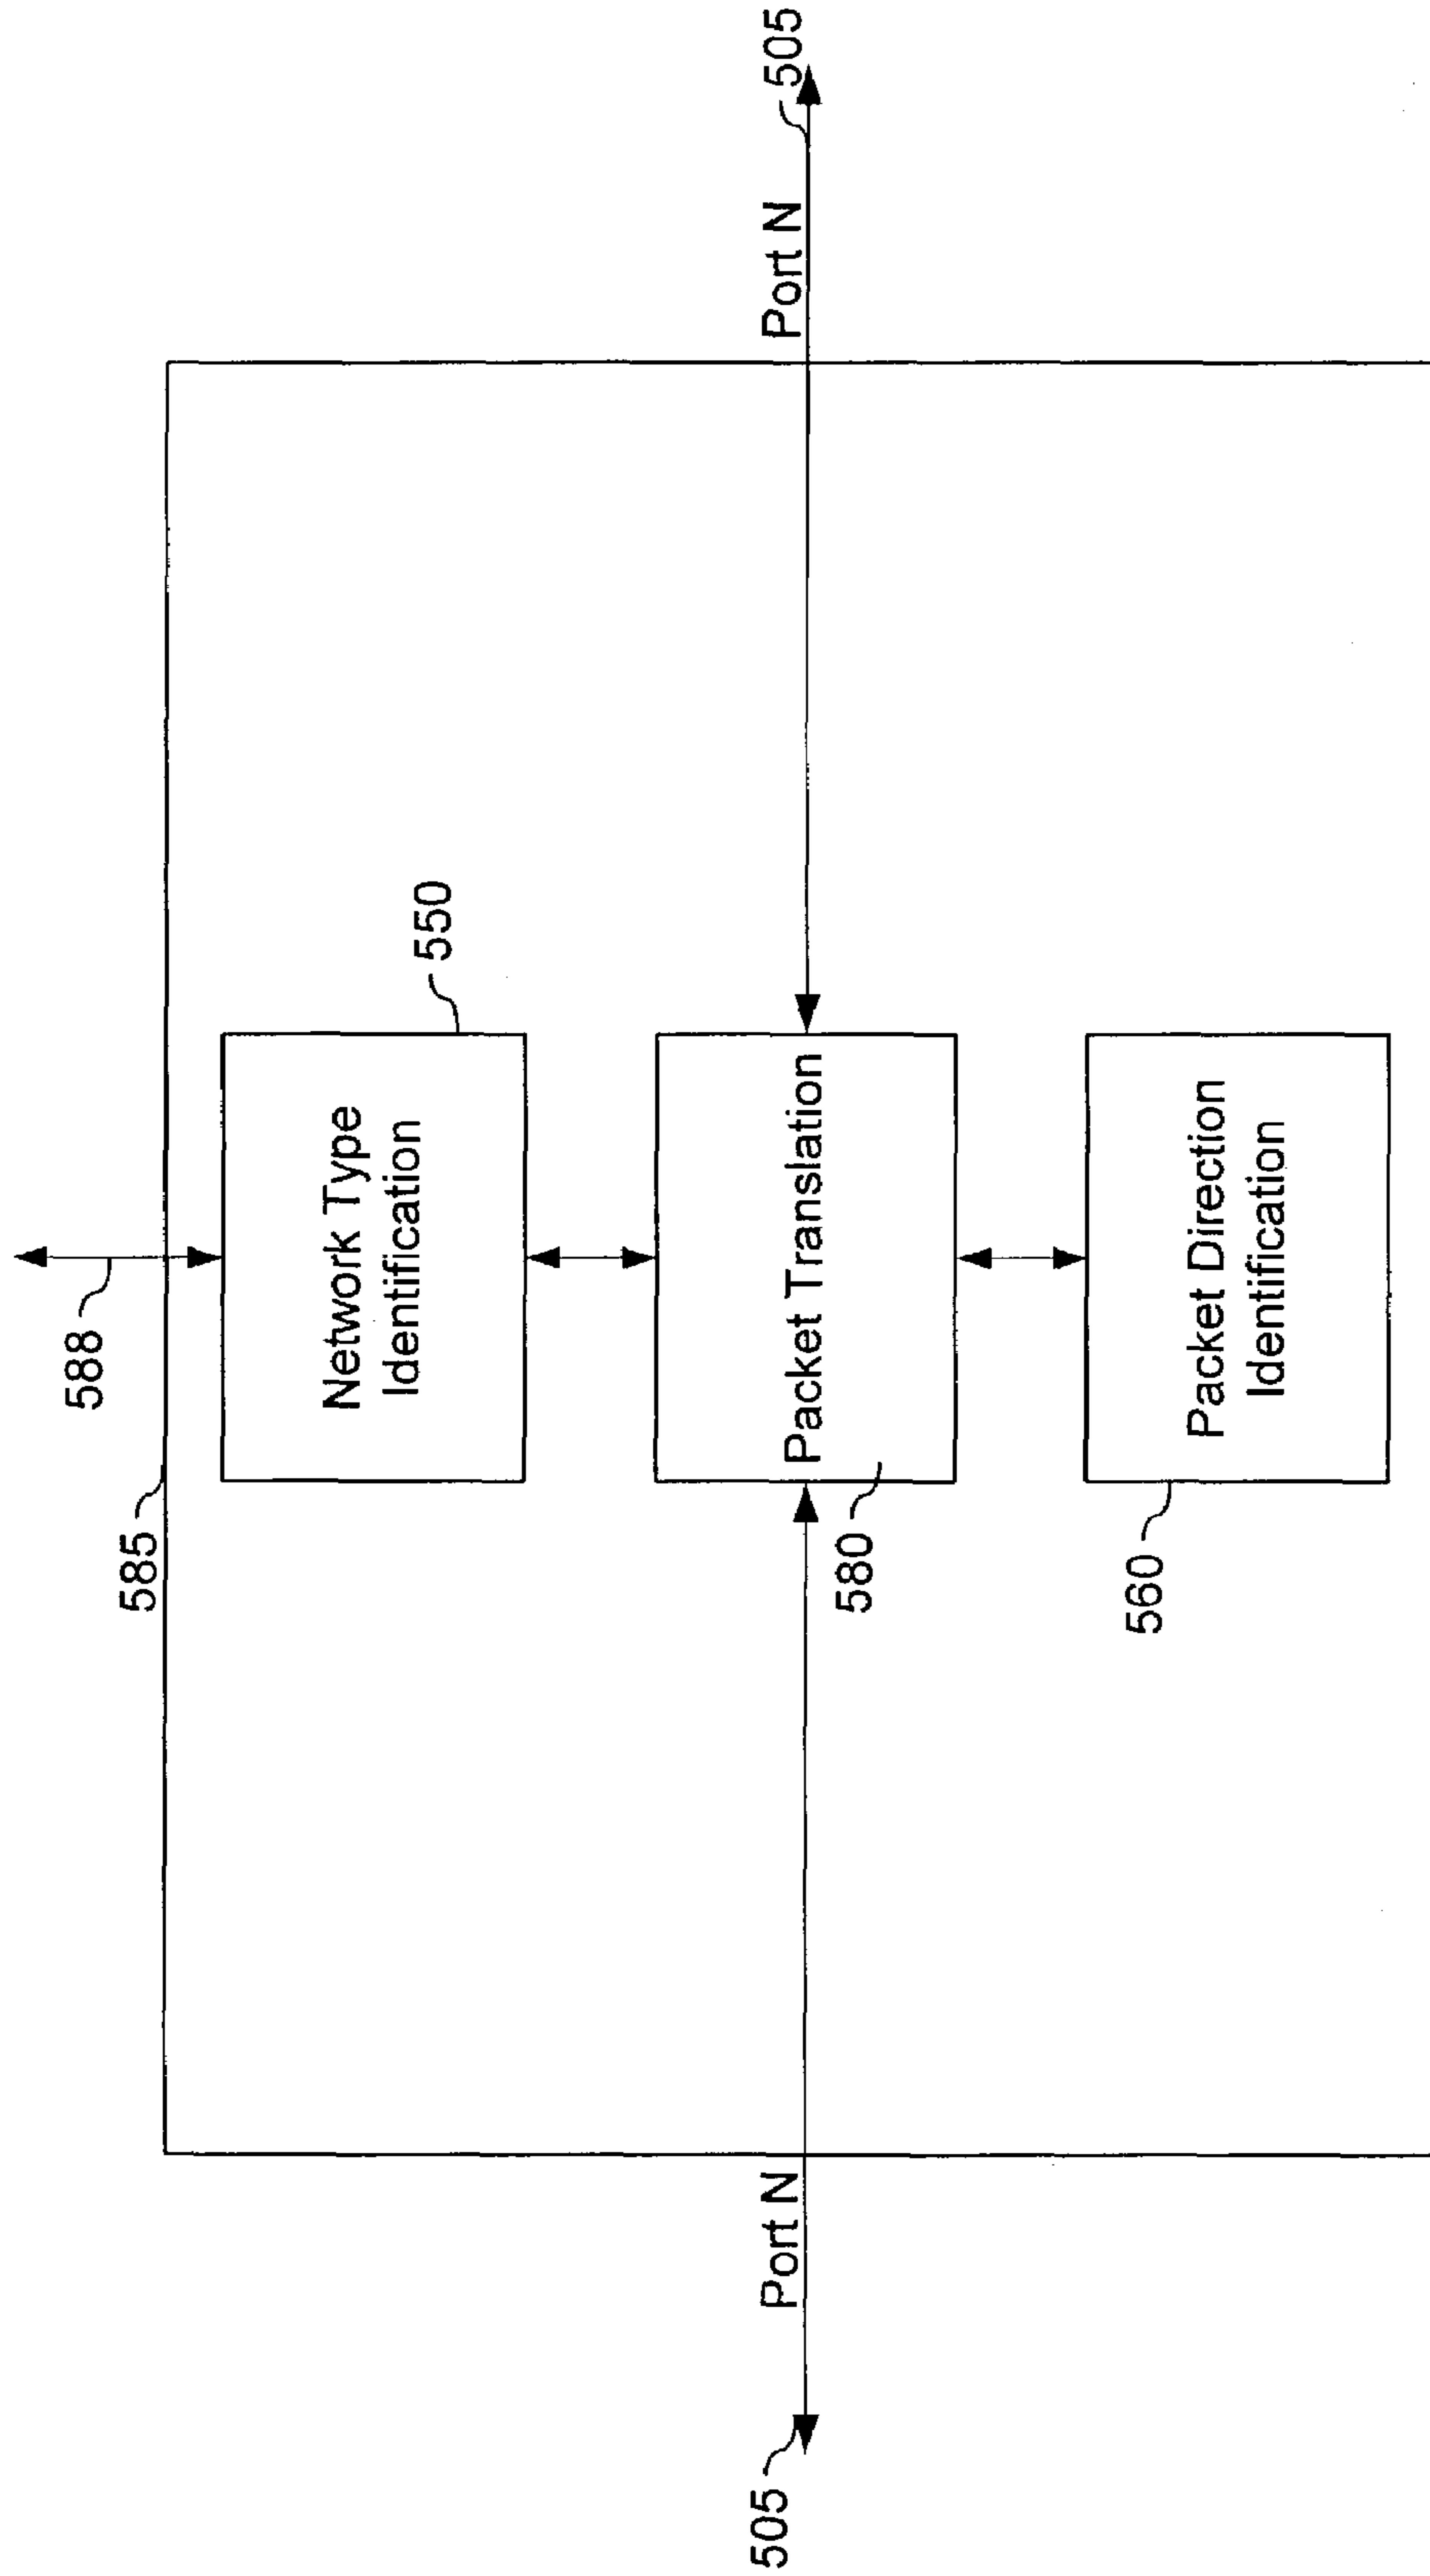 588
585
Network Type
Identification
550
505
Port N
Packet Translation
580
Port N
505
Packet Direction
Identification
560